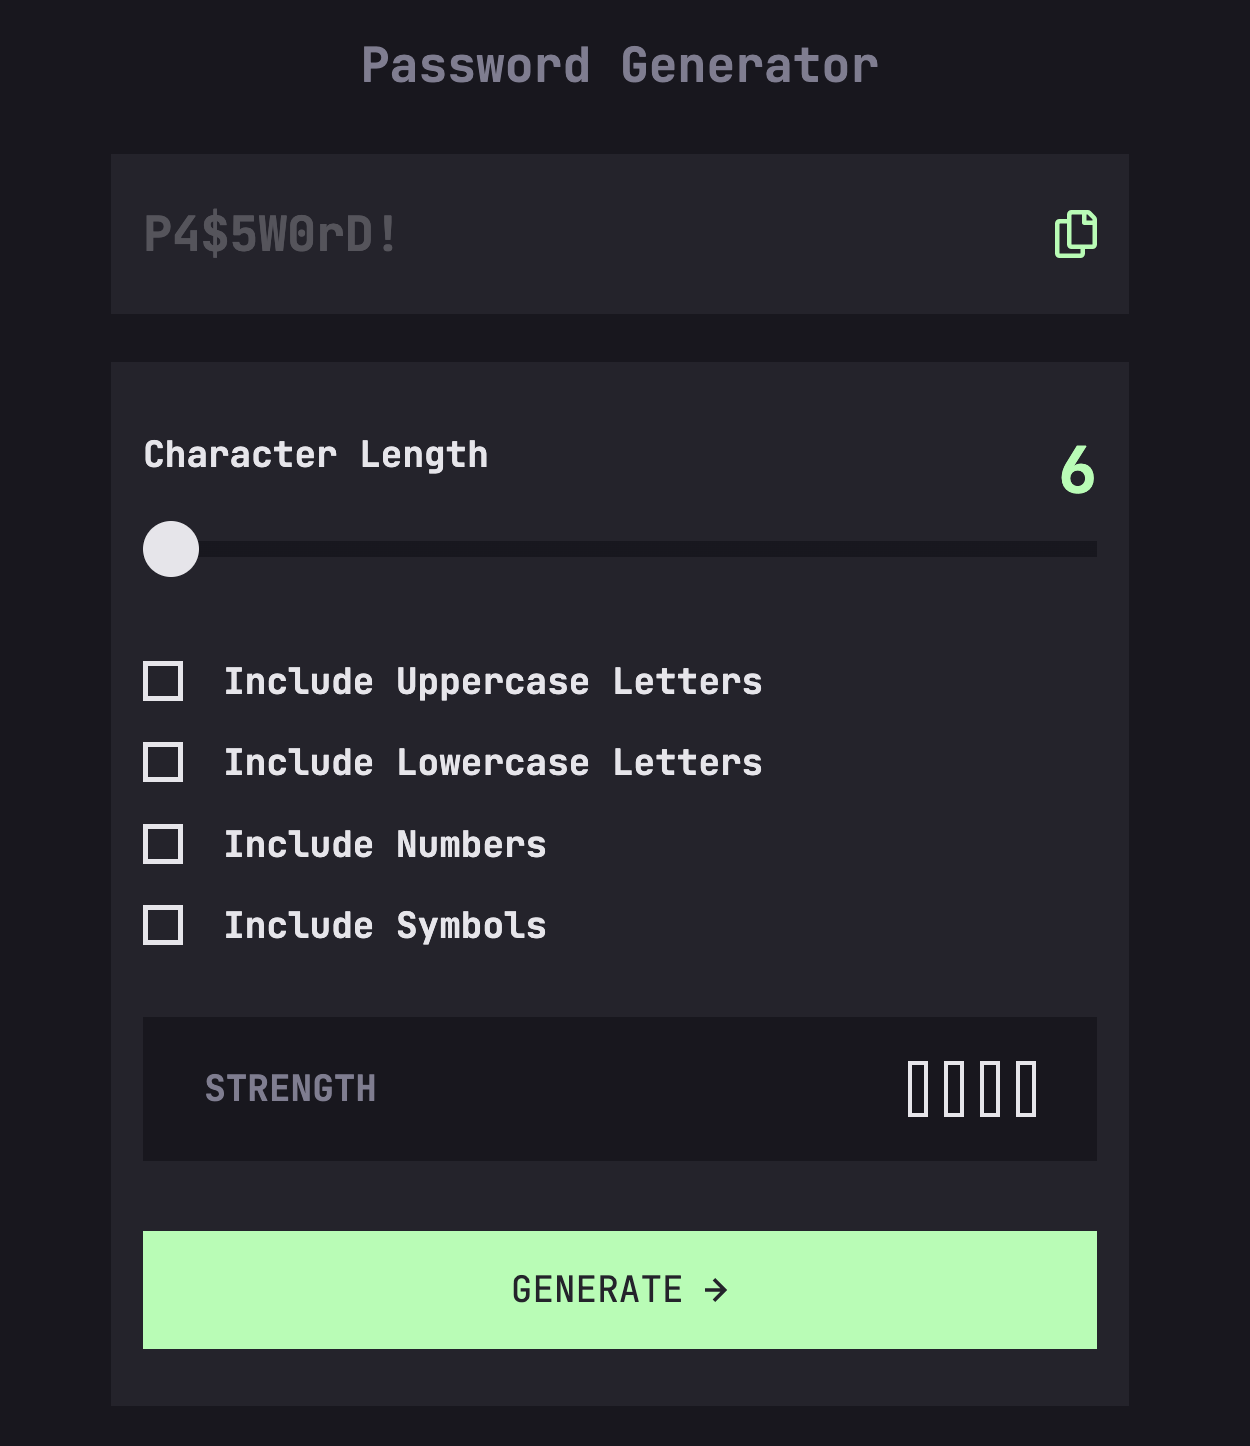 Password Generator
P4$5W0rD!
Character Length
6
Include Uppercase Letters
Include Lowercase Letters
Include Numbers
Include Symbols
STRENGTH
GENERATE →